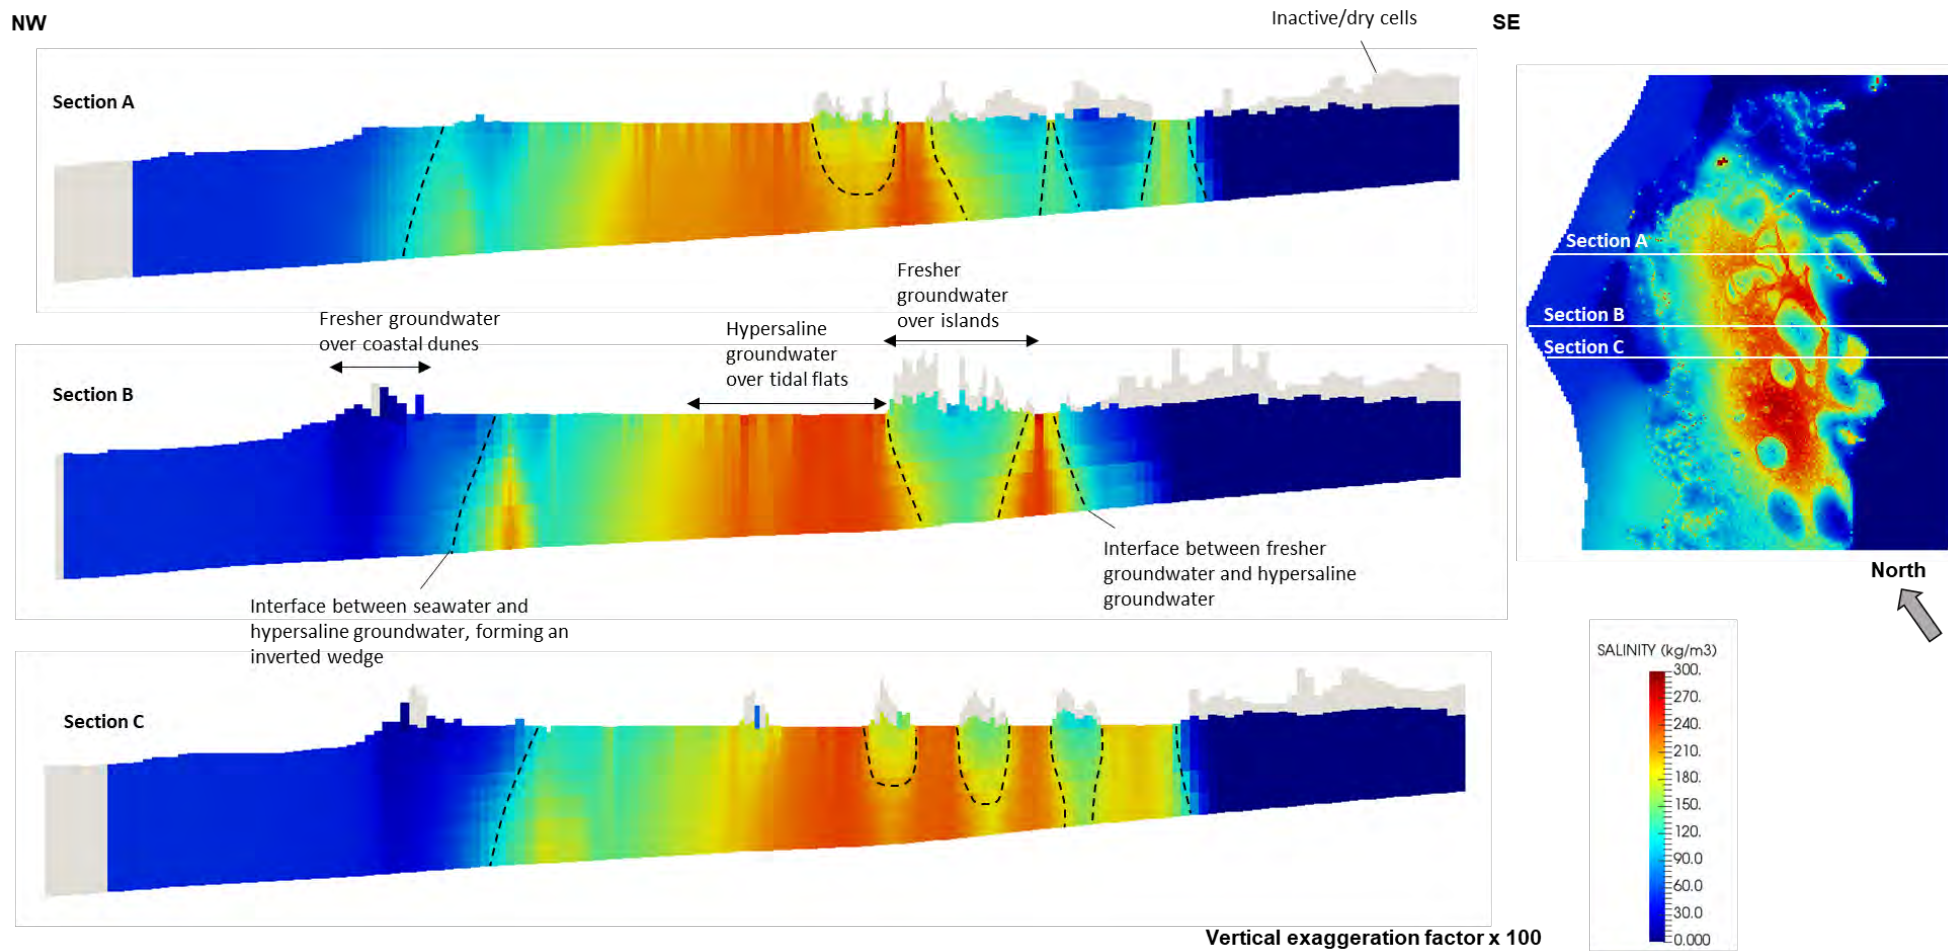 NW
Inactive/dry cells
SE
Section A
Section A
Fresher
groundwater
over islands
Fresher groundwater
over coastal dunes
Hypersaline
groundwater
over tidal flats
Section B
Section B
Section C
Interface between fresher
groundwater and hypersaline
groundwater
North
Interface between seawater and
hypersaline groundwater, forming an
inverted wedge
Section C
SALINITY (kg/m3)
300.
270.
240.
210.
180.
150.
120.
90.0
60.0
30.0
0.000
Vertical exaggeration factor x 100